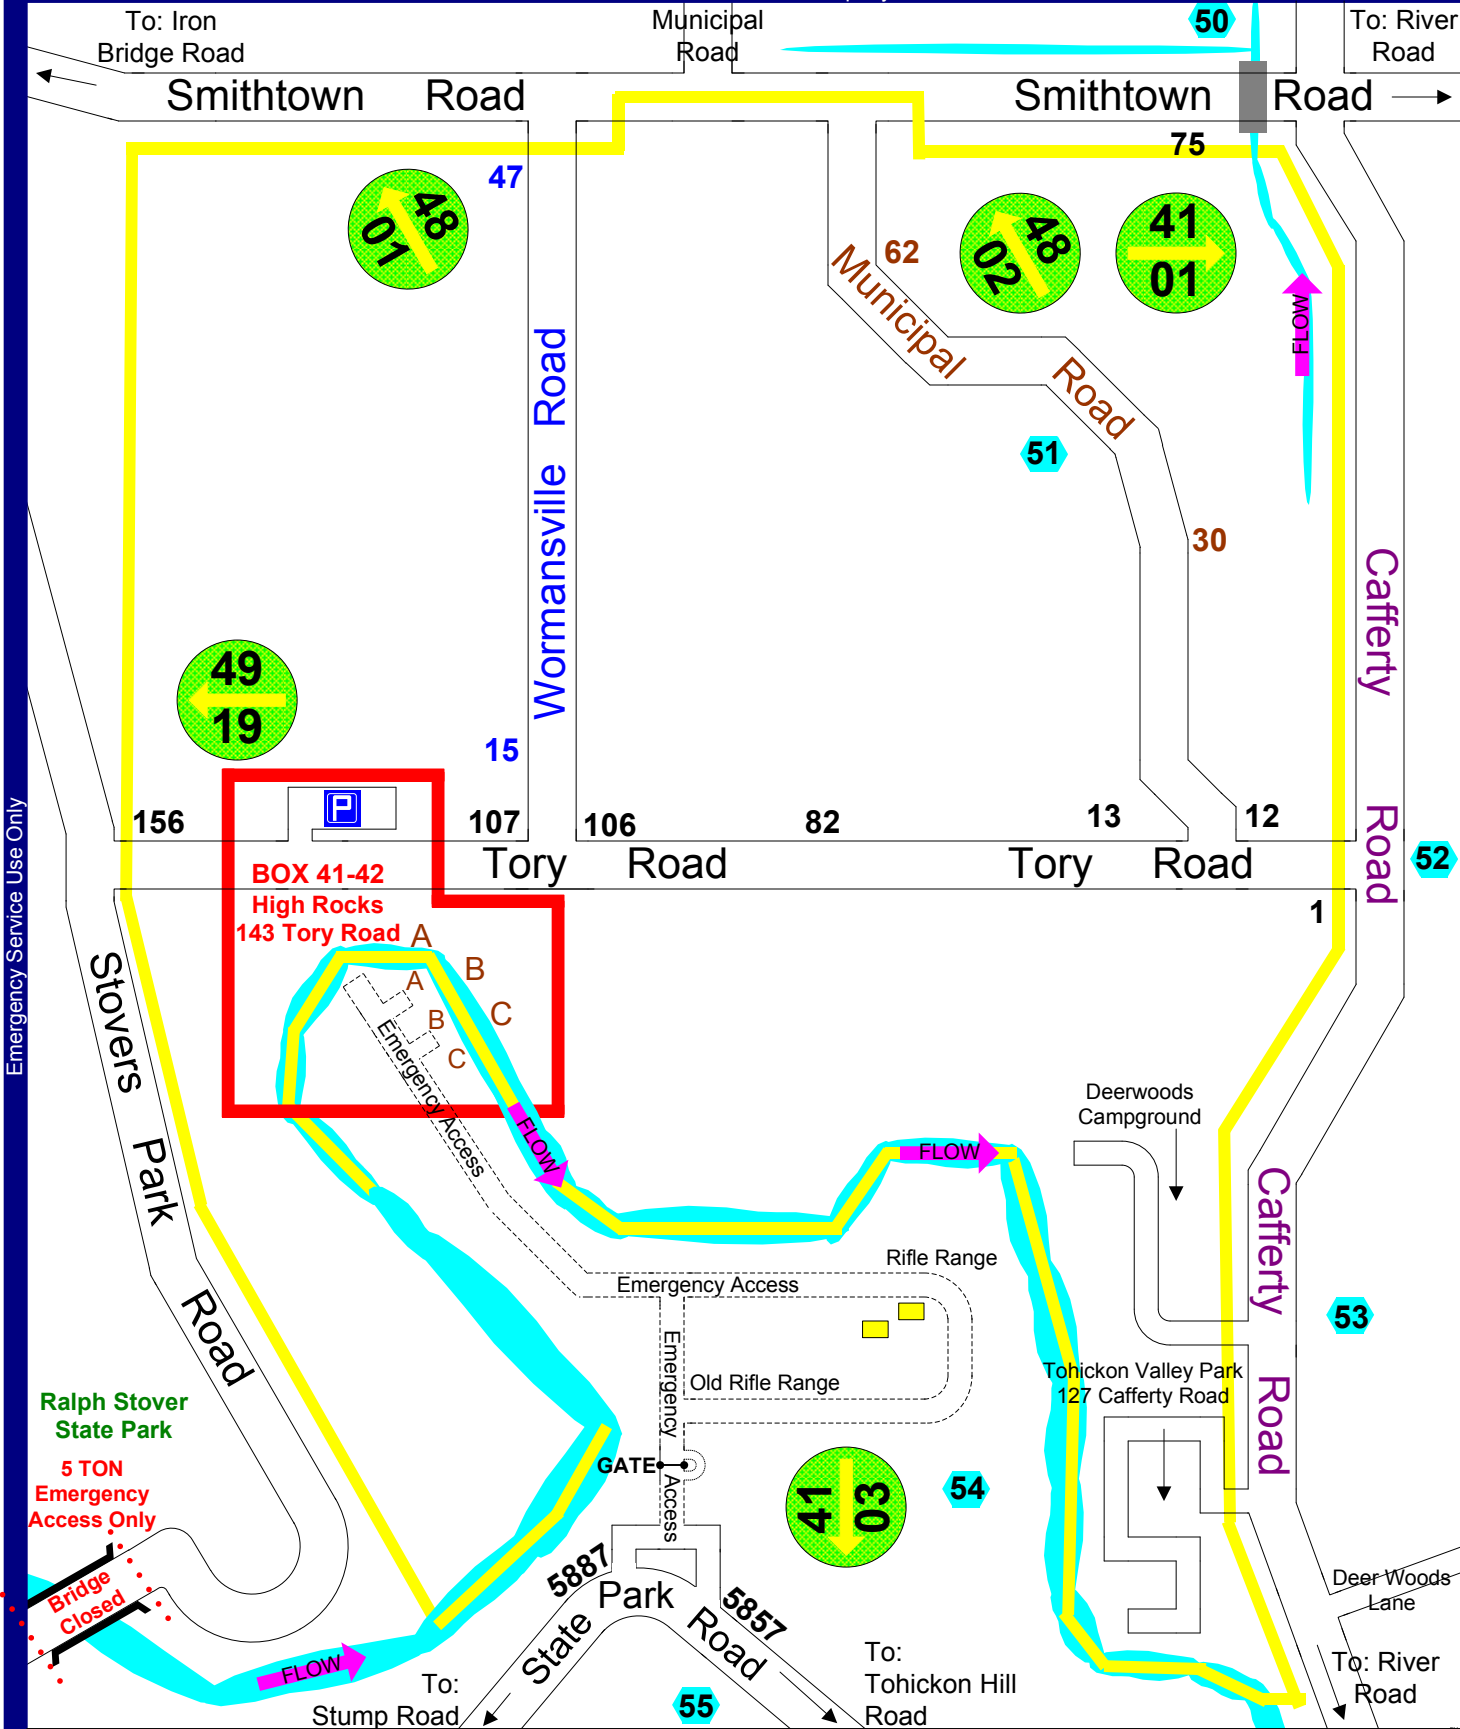 To: Iron
Bridge Road
Municipal
Road
50
To: River
Road
Smithtown Road
Smithtown Road
75
47
48
01
48
02
41
01
62
Municipal Road
FLOW
51
30
Wormansville Road
Cafferty Road
49
19
15
P
156
107
106
82
13
12
Tory Road
Tory Road
52
1
BOX 41-42
High Rocks
143 Tory Road
A
B
C
A
B
C
Emergency Access
Emergency Service Use Only
Stovers Park Road
FLOW
FLOW
Deerwoods
Campground
Cafferty Road
Rifle Range
Emergency Access
53
Emergency Access
Old Rifle Range
Tohickon Valley Park
127 Cafferty Road
Ralph Stover
State Park
5 TON
Emergency
Access Only
GATE
41
03
54
Bridge
Closed
5887
5857
State Park Road
Deer Woods
Lane
FLOW
To:
Stump Road
55
To:
Tohickon Hill
Road
To: River
Road